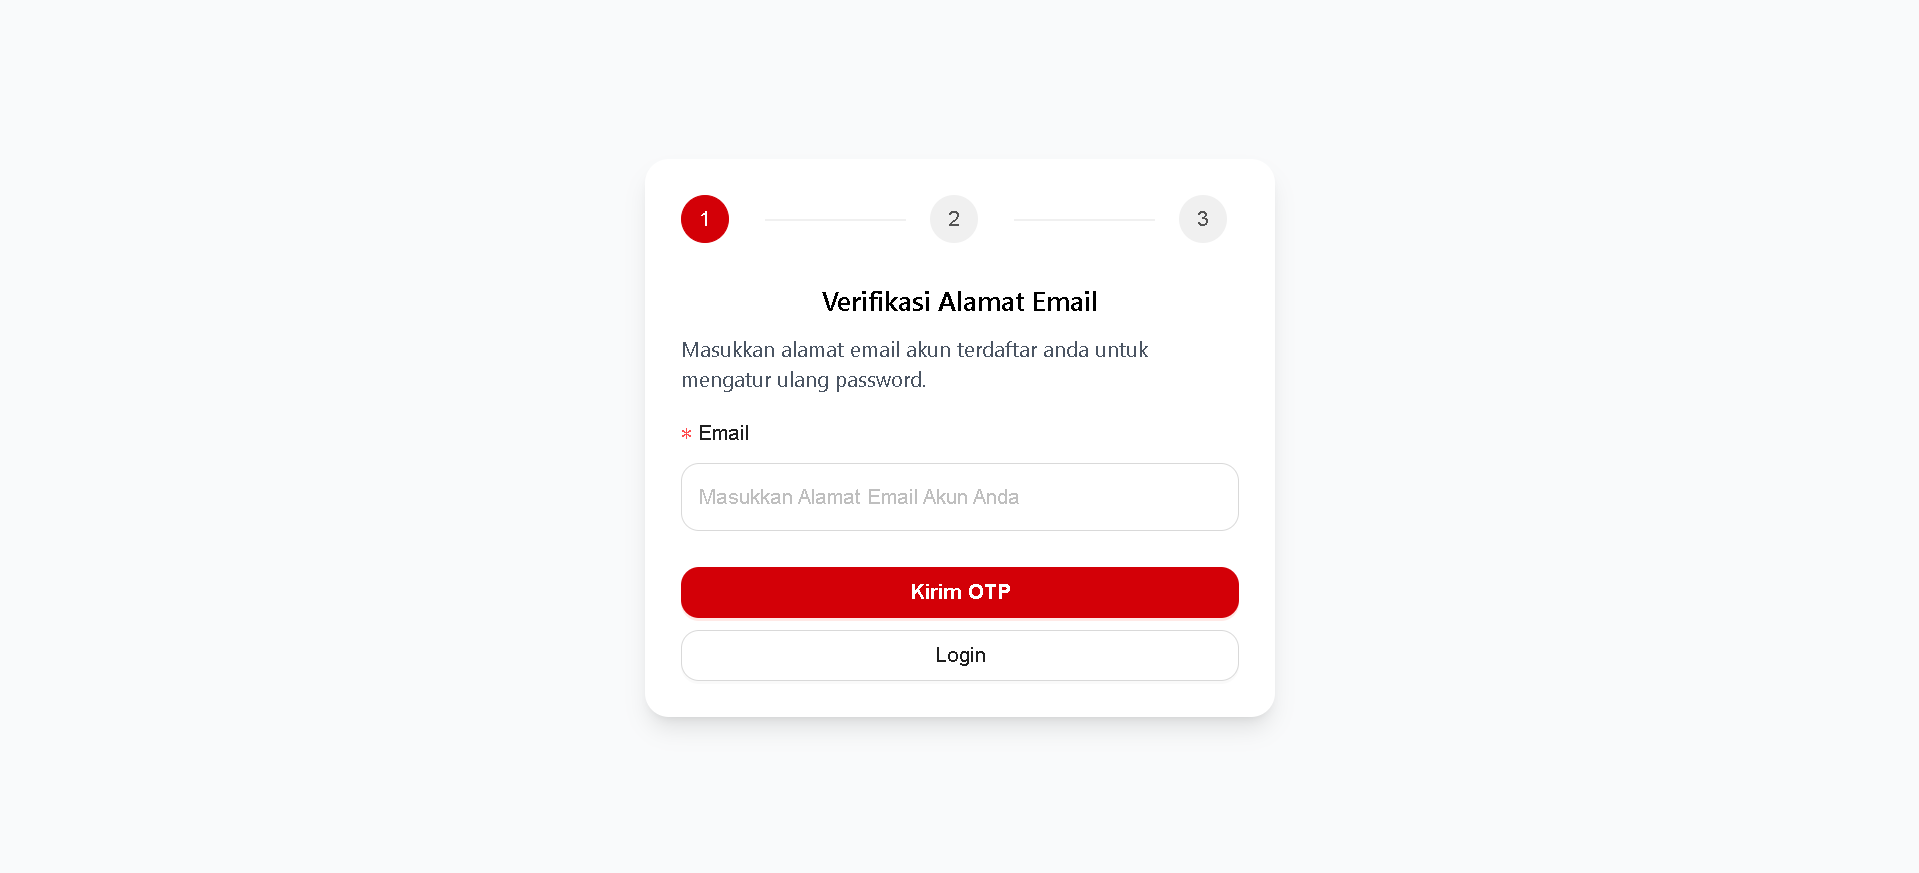 1 2 3
Verifikasi Alamat Email
Masukkan alamat email akun terdaftar anda untuk
mengatur ulang password.
* Email
Masukkan Alamat Email Akun Anda
Kirim OTP
Login